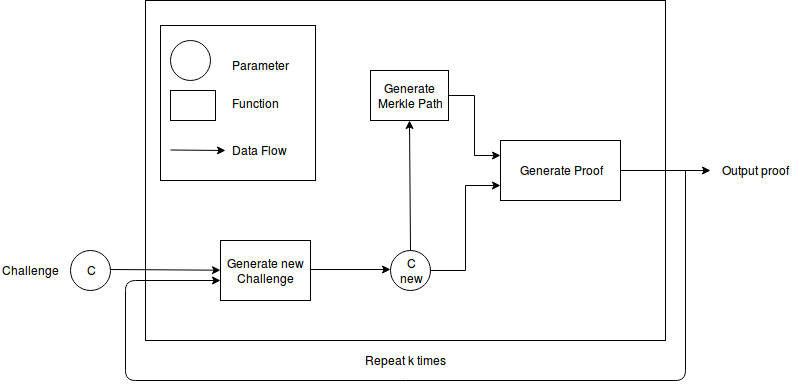 Parameter
Function
Data Flow
Generate
Merkle Path
Generate Proof
Output proof
Challenge
C
Generate new
Challenge
C
new
Repeat k times